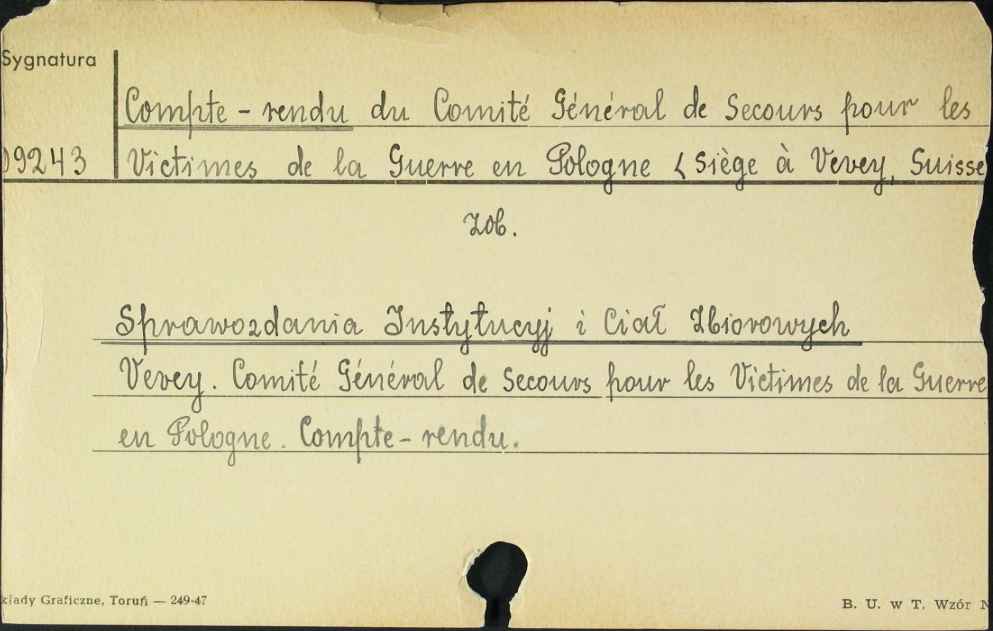 Sygnatura
Compte-rendu du Comité Général de Secours pour les
09243 Victimes de la Guerre en Pologne (Siège à Vevey, Suisse
Zob.
Sprawozdania Instytucyj i Ciał Zbiorowych
Vevey. Comité Général de Secours pour les Victimes de la Guerre
en Pologne. Compte-rendu.
kłady Graficzne, Toruń — 249-47
B. U. w T. Wzór N